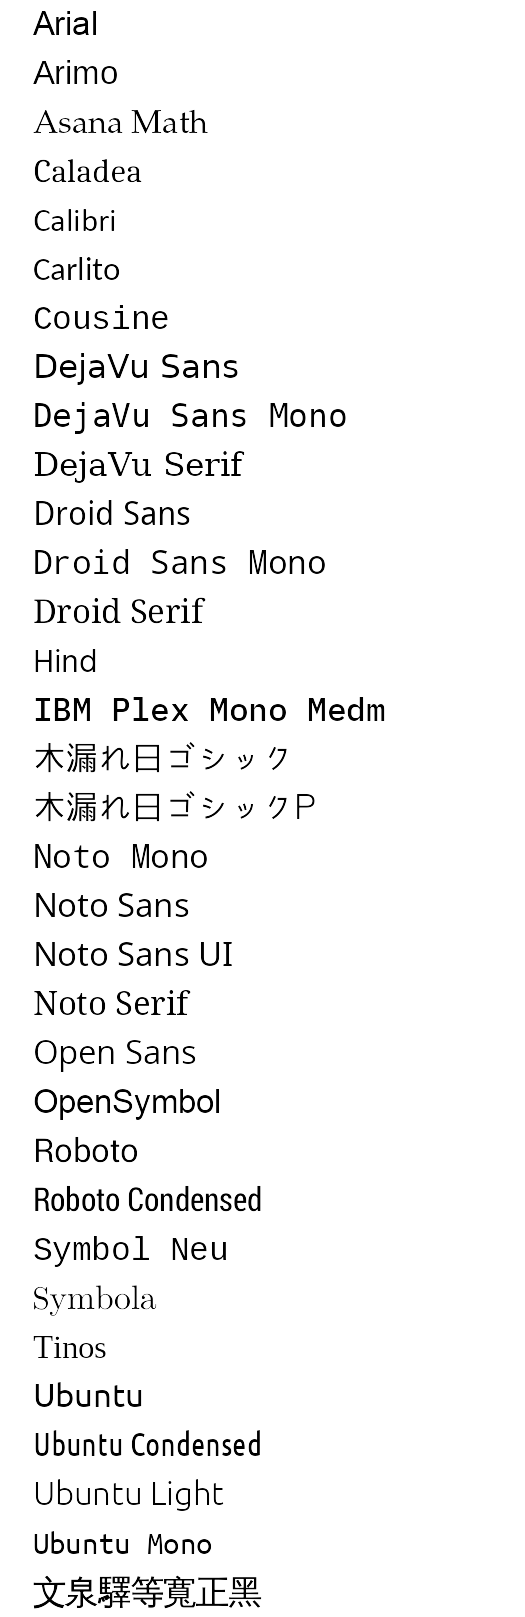 Arial
Arimo
Asana Math
Caladea
Calibri
Carlito
Cousine
DejaVu Sans
DejaVu Sans Mono
DejaVu Serif
Droid Sans
Droid Sans Mono
Droid Serif
Hind
IBM Plex Mono Medm
木漏れ日ゴシック
木漏れ日ゴシックP
Noto Mono
Noto Sans
Noto Sans UI
Noto Serif
Open Sans
OpenSymbol
Roboto
Roboto Condensed
Symbol Neu
Symbola
Tinos
Ubuntu
Ubuntu Condensed
Ubuntu Light
Ubuntu Mono
文泉驛等寬正黑